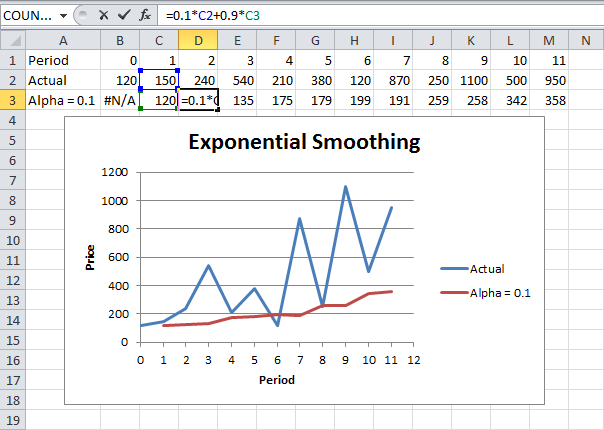 COUN... =0.1*C2+0.9*C3
A B C D E F G H I J K L M N
1 Period 0 1 2 3 4 5 6 7 8 9 10 11
2 Actual 120 150 240 540 210 380 120 870 250 1100 500 950
3 Alpha = 0.1 #N/A 120 =0.1*C 135 175 179 199 191 259 258 342 358
4
5
6
7
8
9
10
11
12
13
14
15
16
17
18
19
Exponential Smoothing
1200
1000
800
600
400
200
0
Price
0 1 2 3 4 5 6 7 8 9 10 11 12
Period
Actual
Alpha = 0.1